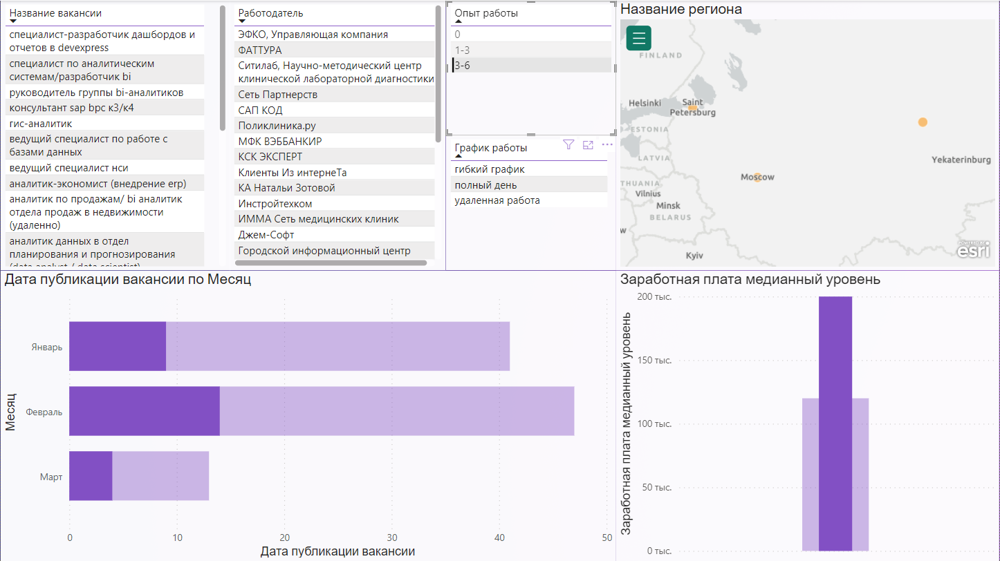 Название вакансии
специалист-разработчик дашбордов и
отчетов в devexpress
специалист по аналитическим
системам/разработчик bi
руководитель группы bi-аналитиков
консультант sap bpc к3/к4
гис-аналитик
ведущий специалист по работе с
базами данных
ведущий специалист нси
аналитик-экономист (внедрение erp)
аналитик по продажам/ bi аналитик
отдела продаж в недвижимости
(удаленно)
аналитик данных в отдел
планирования и прогнозирования
(data analyst / data scientist)
Работодатель
ЭФКО, Управляющая компания
ФАТТУРА
Ситилаб, Научно-методический центр
клинической лабораторной диагностики
Сеть Партнерств
САП КОД
Поликлиника.ру
МФК ВЭББАНКИР
КСК ЭКСПЕРТ
Клиенты Из интернеТа
КА Натальи Зотовой
Инстройтехком
ИММА Сеть медицинских клиник
Джем-Софт
Городской информационный центр
Опыт работы
0
1-3
3-6
График работы
гибкий график
полный день
удаленная работа
Название региона
FINLAND
Helsinki
Saint
Petersburg
ESTONIA
LATVIA
Moscow
Yekaterinburg
THUANIA
Vilnius
Minsk
BELARUS
w
Kyiv
POWERED BY
esri
Дата публикации вакансии по Месяц
Месяц
Январь
Февраль
Март
0 10 20 30 40 50
Дата публикации вакансии
Заработная плата медианный уровень
Заработная плата медианный уровень
200 тыс.
150 тыс.
100 тыс.
50 тыс.
0 тыс.